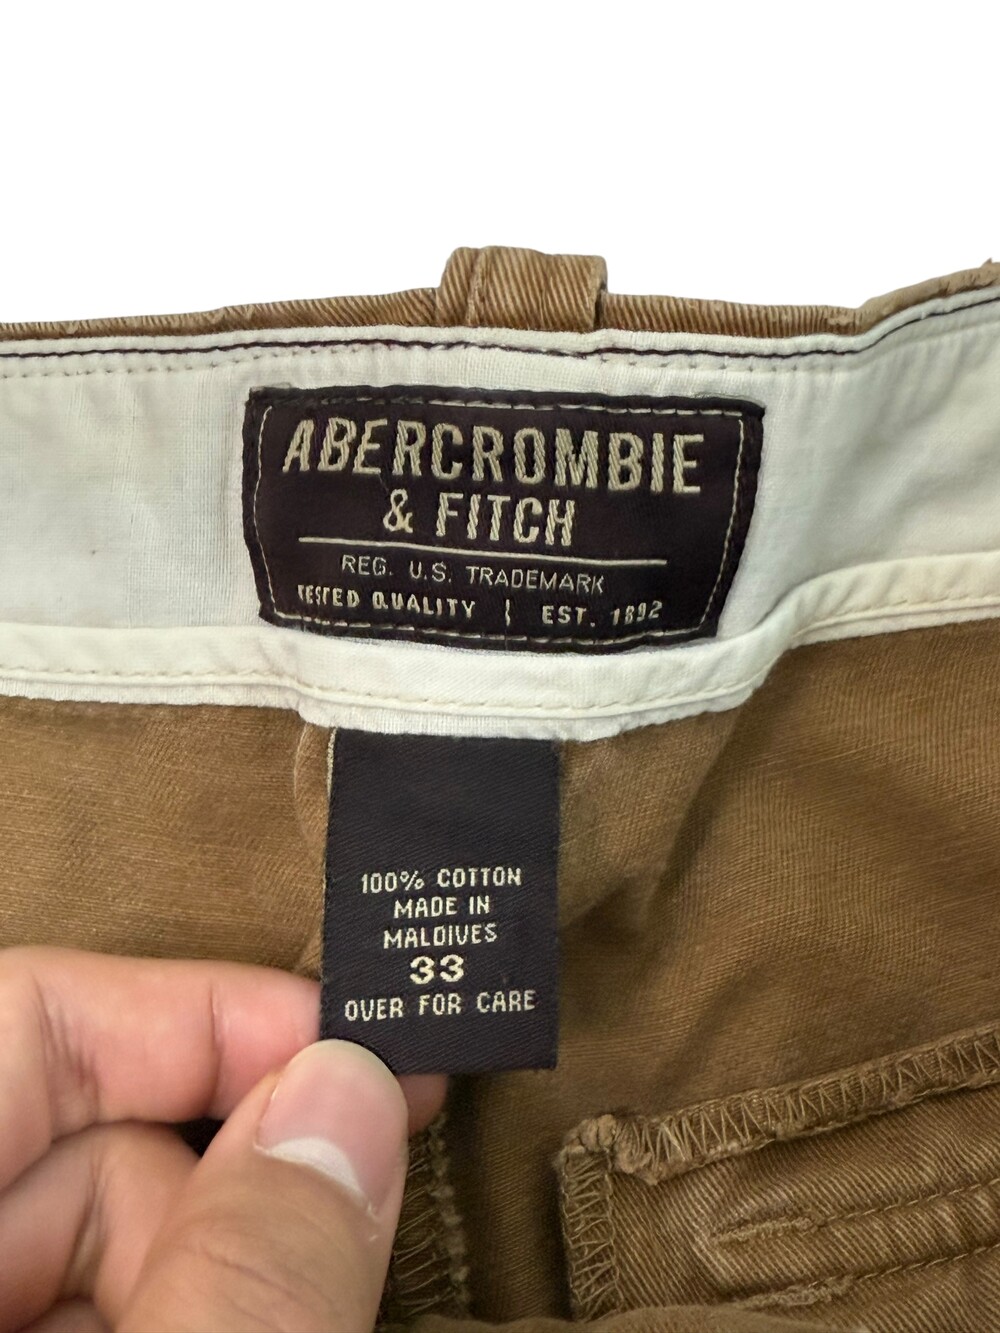 ABERCROMBIE
& FITCH
REG. U.S. TRADEMARK
TESTED QUALITY | EST. 1892
100% COTTON
MADE IN
MALDIVES
33
OVER FOR CARE